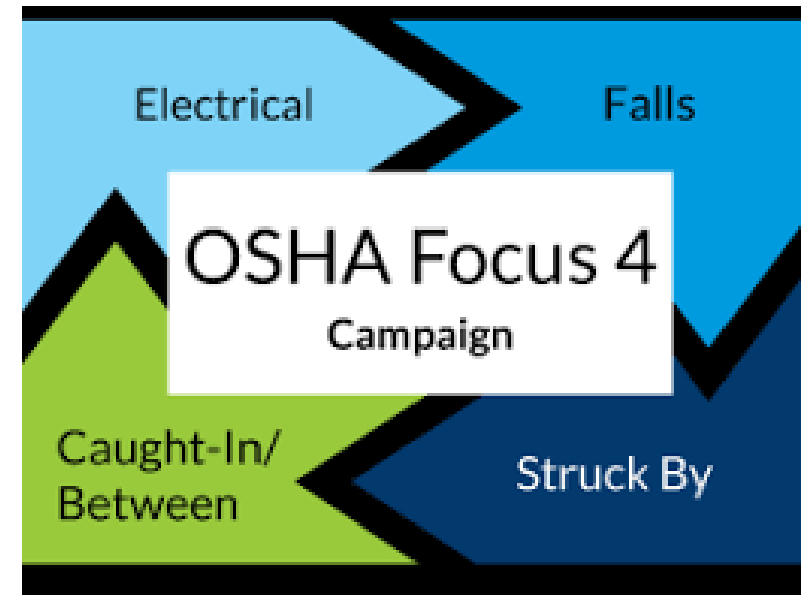 Electrical
Falls
OSHA Focus 4
Campaign
Caught-In/
Between
Struck By